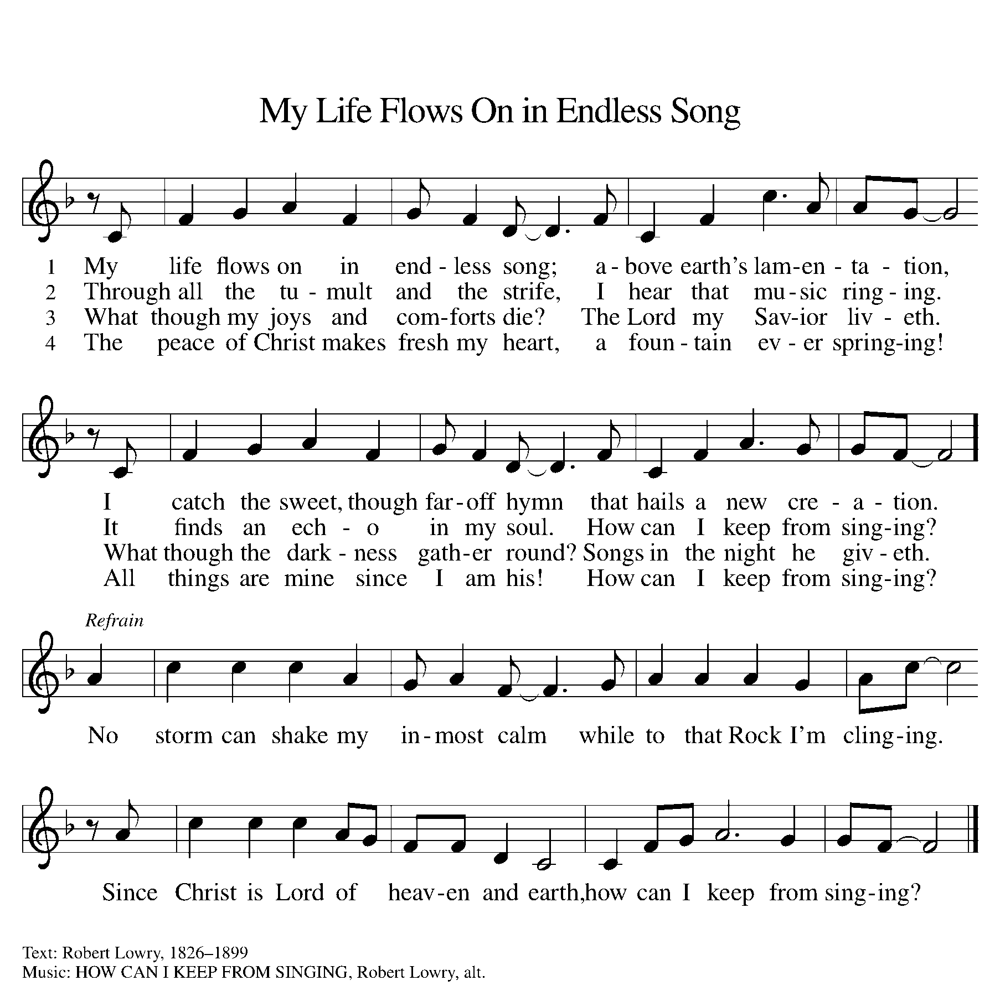 My Life Flows On in Endless Song
1 My life flows on in end - less song; a - bove earth's lam-en - ta - tion,
2 Through all the tu - mult and the strife, I hear that mu - sic ring - ing.
3 What though my joys and com-forts die? The Lord my Sav-ior liv - eth.
4 The peace of Christ makes fresh my heart, a foun - tain ev - er spring-ing!
I catch the sweet, though far - off hymn that hails a new cre - a - tion.
It finds an ech - o in my soul. How can I keep from sing-ing?
What though the dark - ness gath-er round? Songs in the night he giv - eth.
All things are mine since I am his! How can I keep from sing-ing?
Refrain
No storm can shake my in - most calm while to that Rock I'm cling-ing.
Since Christ is Lord of heav-en and earth, how can I keep from sing-ing?
Text: Robert Lowry, 1826–1899
Music: HOW CAN I KEEP FROM SINGING, Robert Lowry, alt.